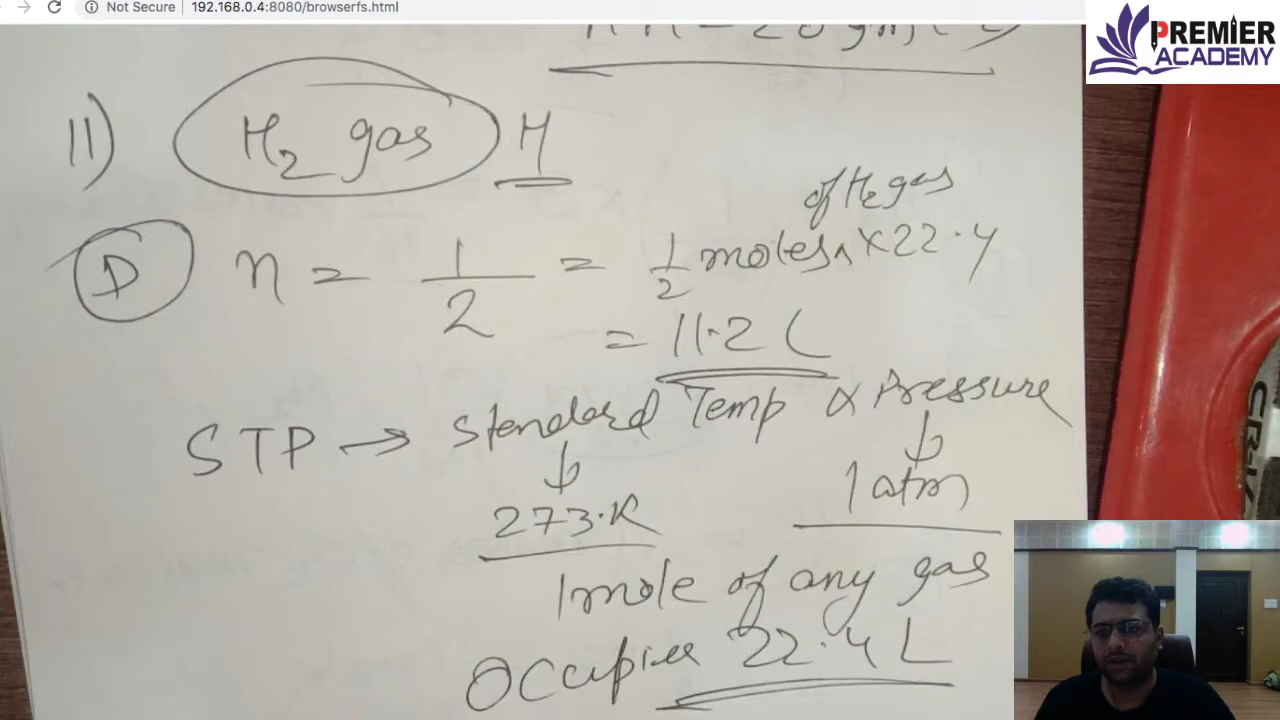 Not Secure | 192.168.0.4:8080/browserfs.html
PREMIER
ACADEMY
11) H2 gas H
of H2 gas
D n = 1/2 = 1/2 moles ^ X 22.4
= 11.2 L
STP → Standard Temp & Pressure
273.K 1 atm
1 mole of any gas
Occupies 22.4 L